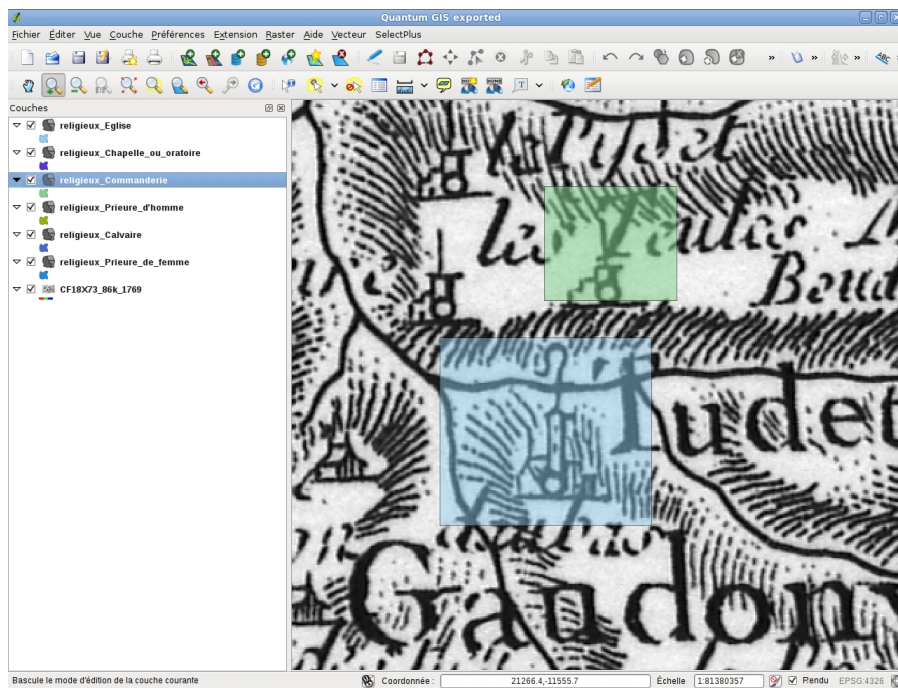 Quantum GIS exported
Fichier Éditer Vue Couche Préférences Extension Raster Aide Vecteur SelectPlus
Couches
religieux_Eglise
religieux_Chapelle_ou_oratoire
religieux_Commanderie
religieux_Prieure_d'homme
religieux_Calvaire
religieux_Prieure_de_femme
CF18X73_86k_1769
Gaudon
Bascule le mode d'édition de la couche courante
Coordonnée : 21266.4,-11555.7 Échelle 1:81380357 Rendu EPSG:4326